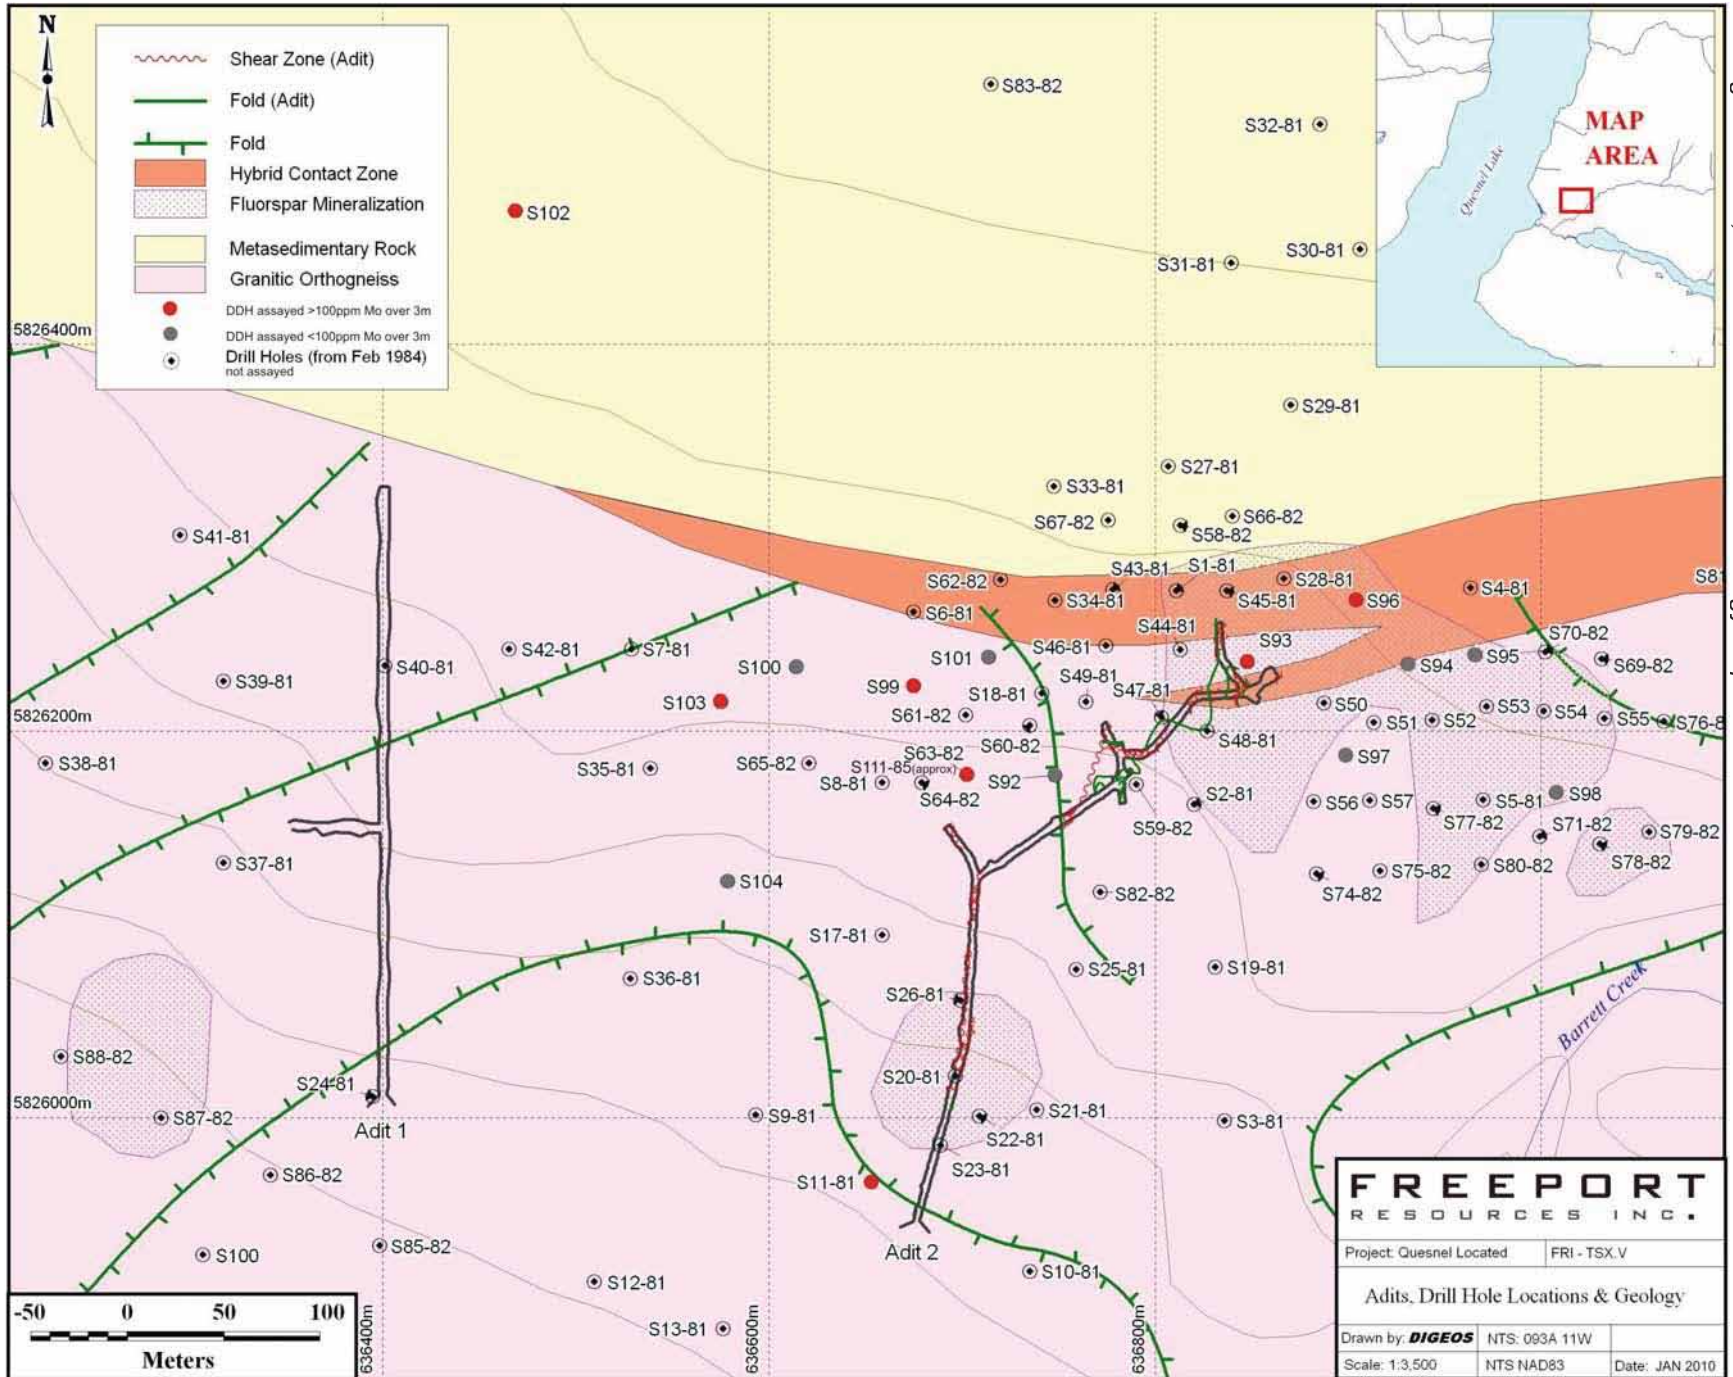 N
Shear Zone (Adit)
Fold (Adit)
Fold
Hybrid Contact Zone
Fluorspar Mineralization
Metasedimentary Rock
Granitic Orthogneiss
DDH assayed >100ppm Mo over 3m
DDH assayed <100ppm Mo over 3m
Drill Holes (from Feb 1984)
not assayed
MAP
AREA
Quesnel Lake
S83-82
S32-81
S102
S30-81
S31-81
5826400m
S29-81
S27-81
S33-81
S67-82
S66-82
S58-82
S41-81
S43-81
S1-81
S62-82
S28-81
S4-81
S81
S34-81
S45-81
S96
S6-81
S44-81
S93
S70-82
S42-81
S7-81
S46-81
S40-81
S100
S101
S94
S95
S69-82
S39-81
S99
S18-81
S49-81
S47-81
S103
5826200m
S61-82
S50
S51
S52
S53
S54
S55
S76-8
S60-82
S48-81
S38-81
S35-81
S65-82
S63-82
S111-85(approx)
S97
S8-81
S92
S64-82
S2-81
S56
S57
S5-81
S98
S59-82
S77-82
S71-82
S79-82
S37-81
S78-82
S104
S74-82
S75-82
S80-82
S82-82
S17-81
S36-81
S25-81
S19-81
S26-81
Barrett Creek
S88-82
S24-81
S20-81
5826000m
S87-82
S9-81
S21-81
S3-81
Adit 1
S22-81
S23-81
S86-82
S11-81
S100
S85-82
Adit 2
S12-81
S10-81
S13-81
636400m
636600m
636800m
-50 0 50 100
Meters
FREEPORT
RESOURCES INC.
Project: Quesnel Located
FRI - TSX.V
Adits, Drill Hole Locations & Geology
Drawn by: DIGEOS
NTS: 093A 11W
Scale: 1:3,500
NTS NAD83
Date: JAN 2010